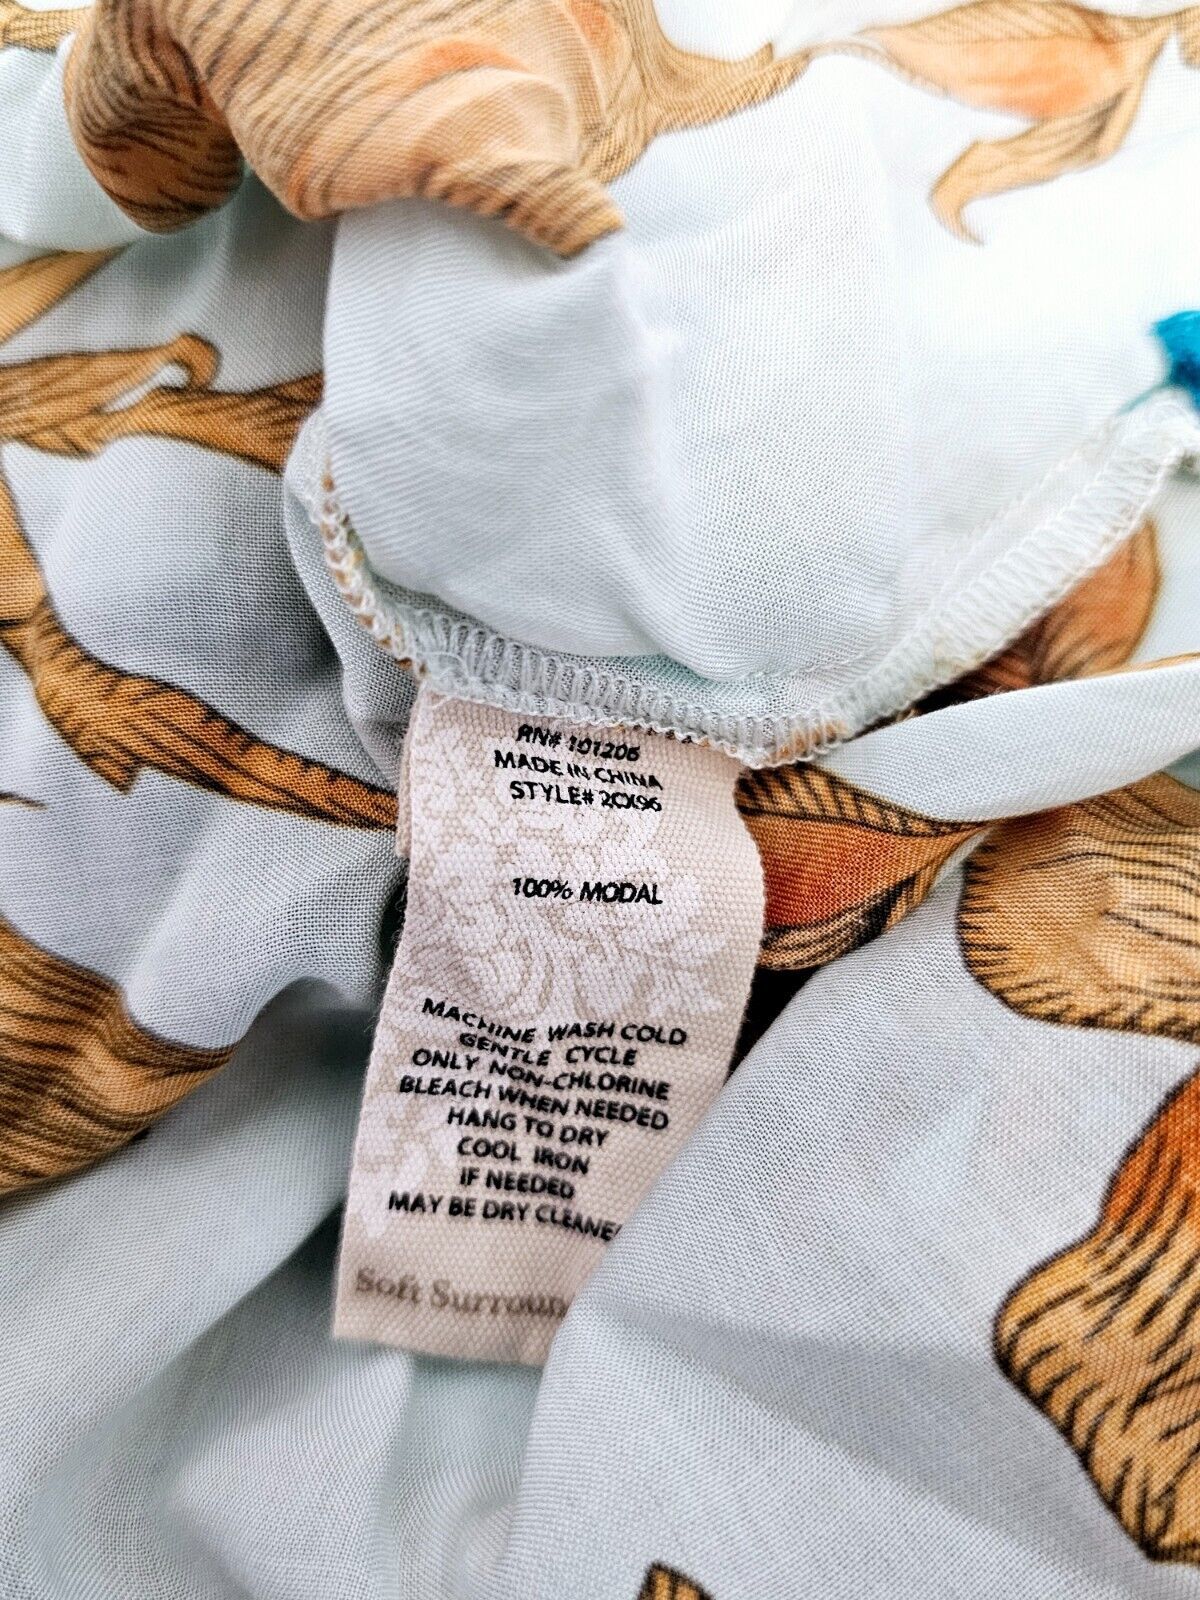 RN# 101206
MADE IN CHINA
STYLE# 2CX96
100% MODAL
MACHINE WASH COLD
GENTLE CYCLE
ONLY NON-CHLORINE
BLEACH WHEN NEEDED
HANG TO DRY
COOL IRON
IF NEEDED
MAY BE DRY CLEANE
Soft Surroun